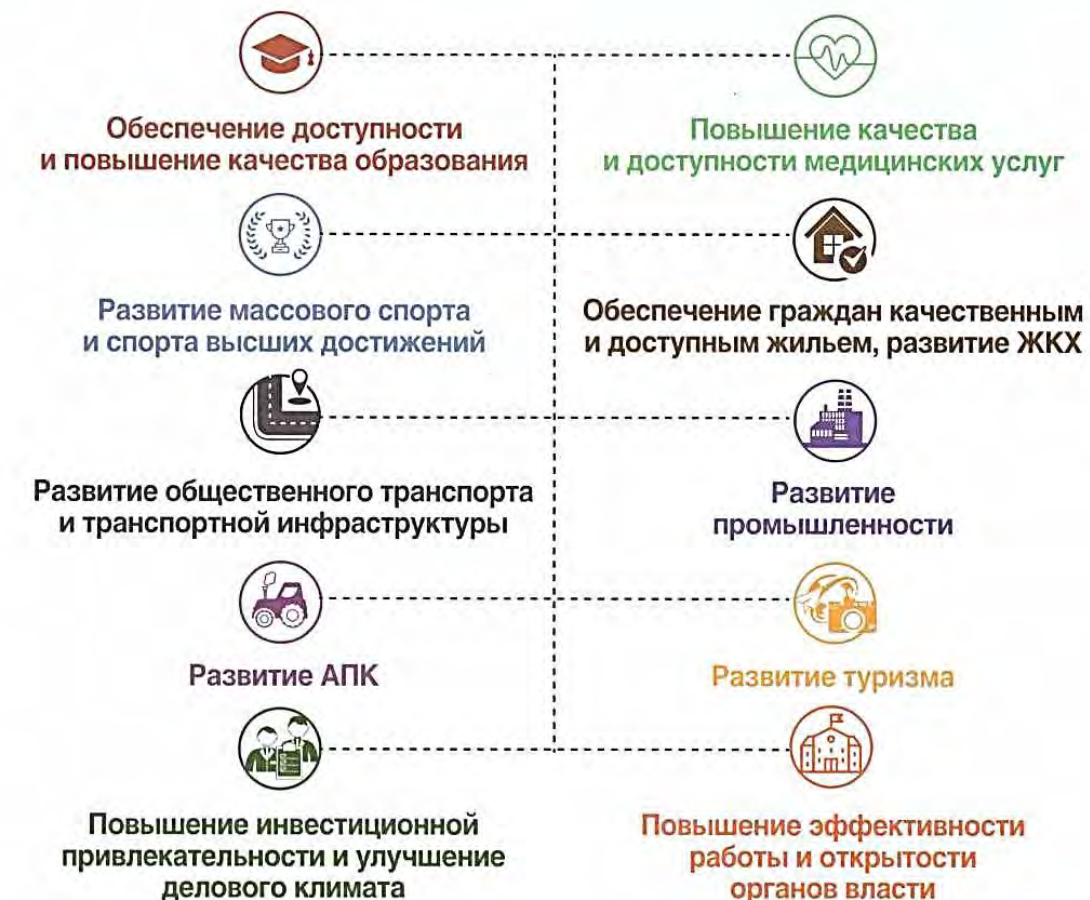 Обеспечение доступности
и повышение качества образования
Повышение качества
и доступности медицинских услуг
Развитие массового спорта
и спорта высших достижений
Обеспечение граждан качественным
и доступным жильем, развитие ЖКХ
Развитие общественного транспорта
и транспортной инфраструктуры
Развитие
промышленности
Развитие АПК
Развитие туризма
Повышение инвестиционной
привлекательности и улучшение
делового климата
Повышение эффективности
работы и открытости
органов власти